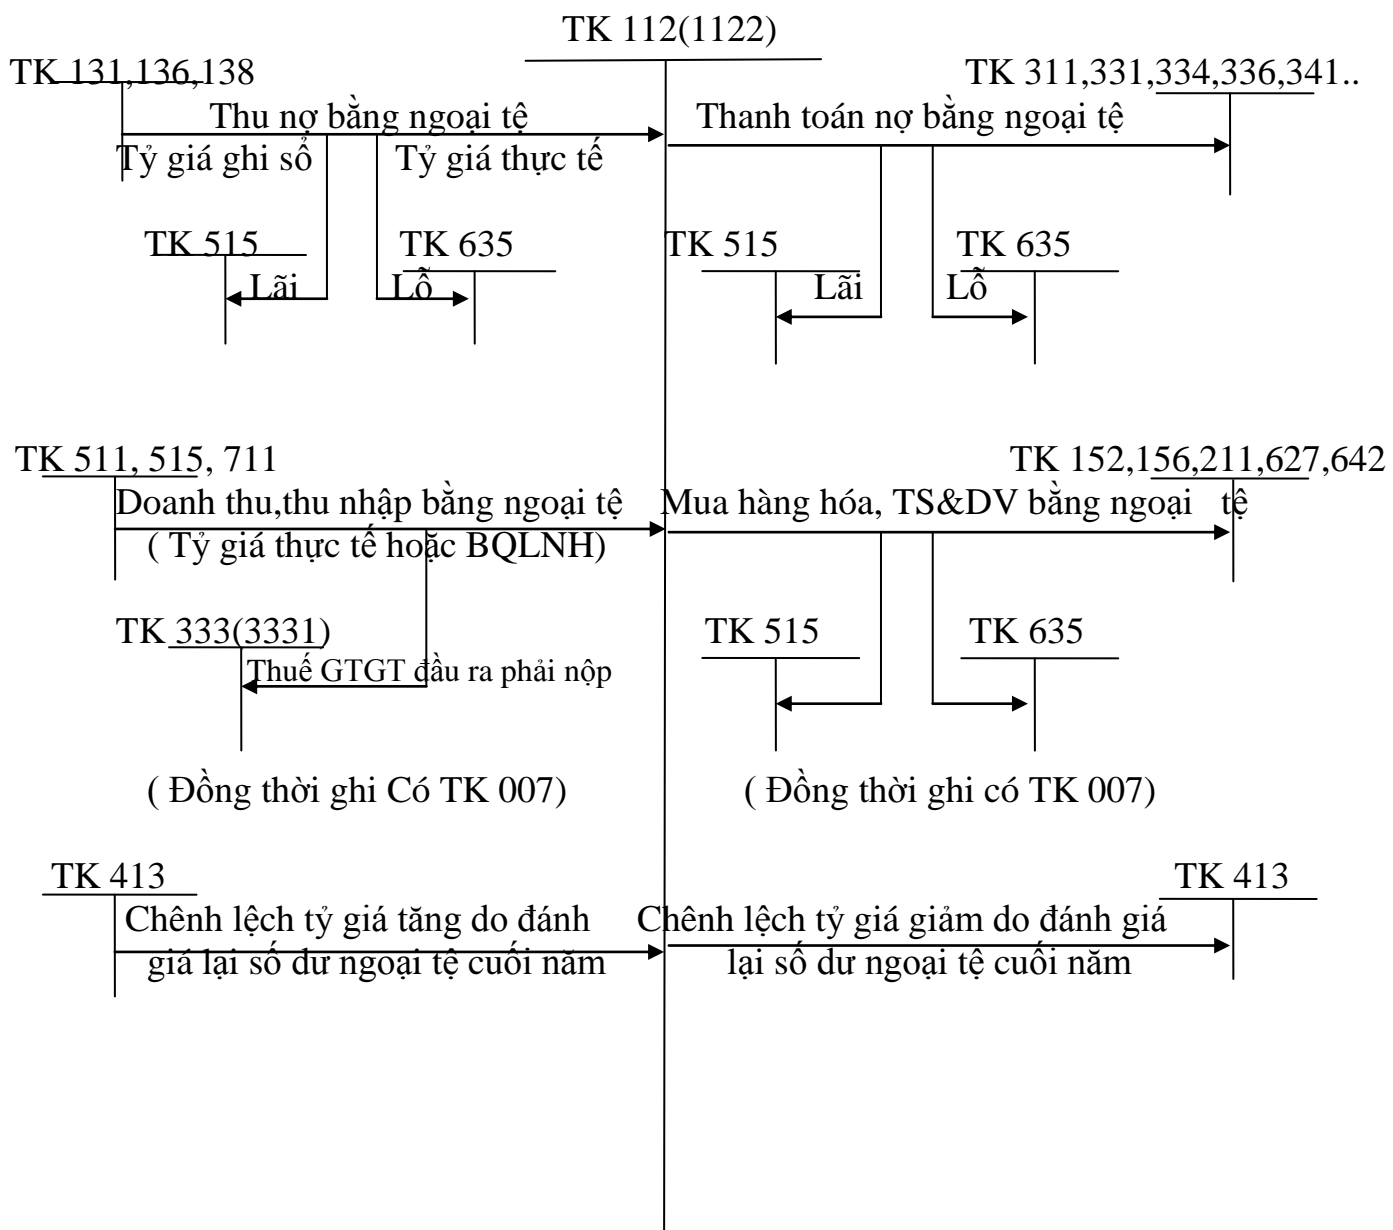 TK 112(1122)
TK 131,136,138
TK 311,331,334,336,341..
Thu nợ bằng ngoại tệ
Thanh toán nợ bằng ngoại tệ
Tỷ giá ghi sổ
Tỷ giá thực tế
TK 515
TK 635
TK 515
TK 635
Lãi
Lỗ
Lãi
Lỗ
TK 511, 515, 711
TK 152,156,211,627,642
Doanh thu,thu nhập bằng ngoại tệ
Mua hàng hóa, TS&DV bằng ngoại tệ
( Tỷ giá thực tế hoặc BQLNH)
TK 333(3331)
TK 515
TK 635
Thuế GTGT đầu ra phải nộp
( Đồng thời ghi Có TK 007)
( Đồng thời ghi có TK 007)
TK 413
TK 413
Chênh lệch tỷ giá tăng do đánh
giá lại số dư ngoại tệ cuối năm
Chênh lệch tỷ giá giảm do đánh giá
lại số dư ngoại tệ cuối năm